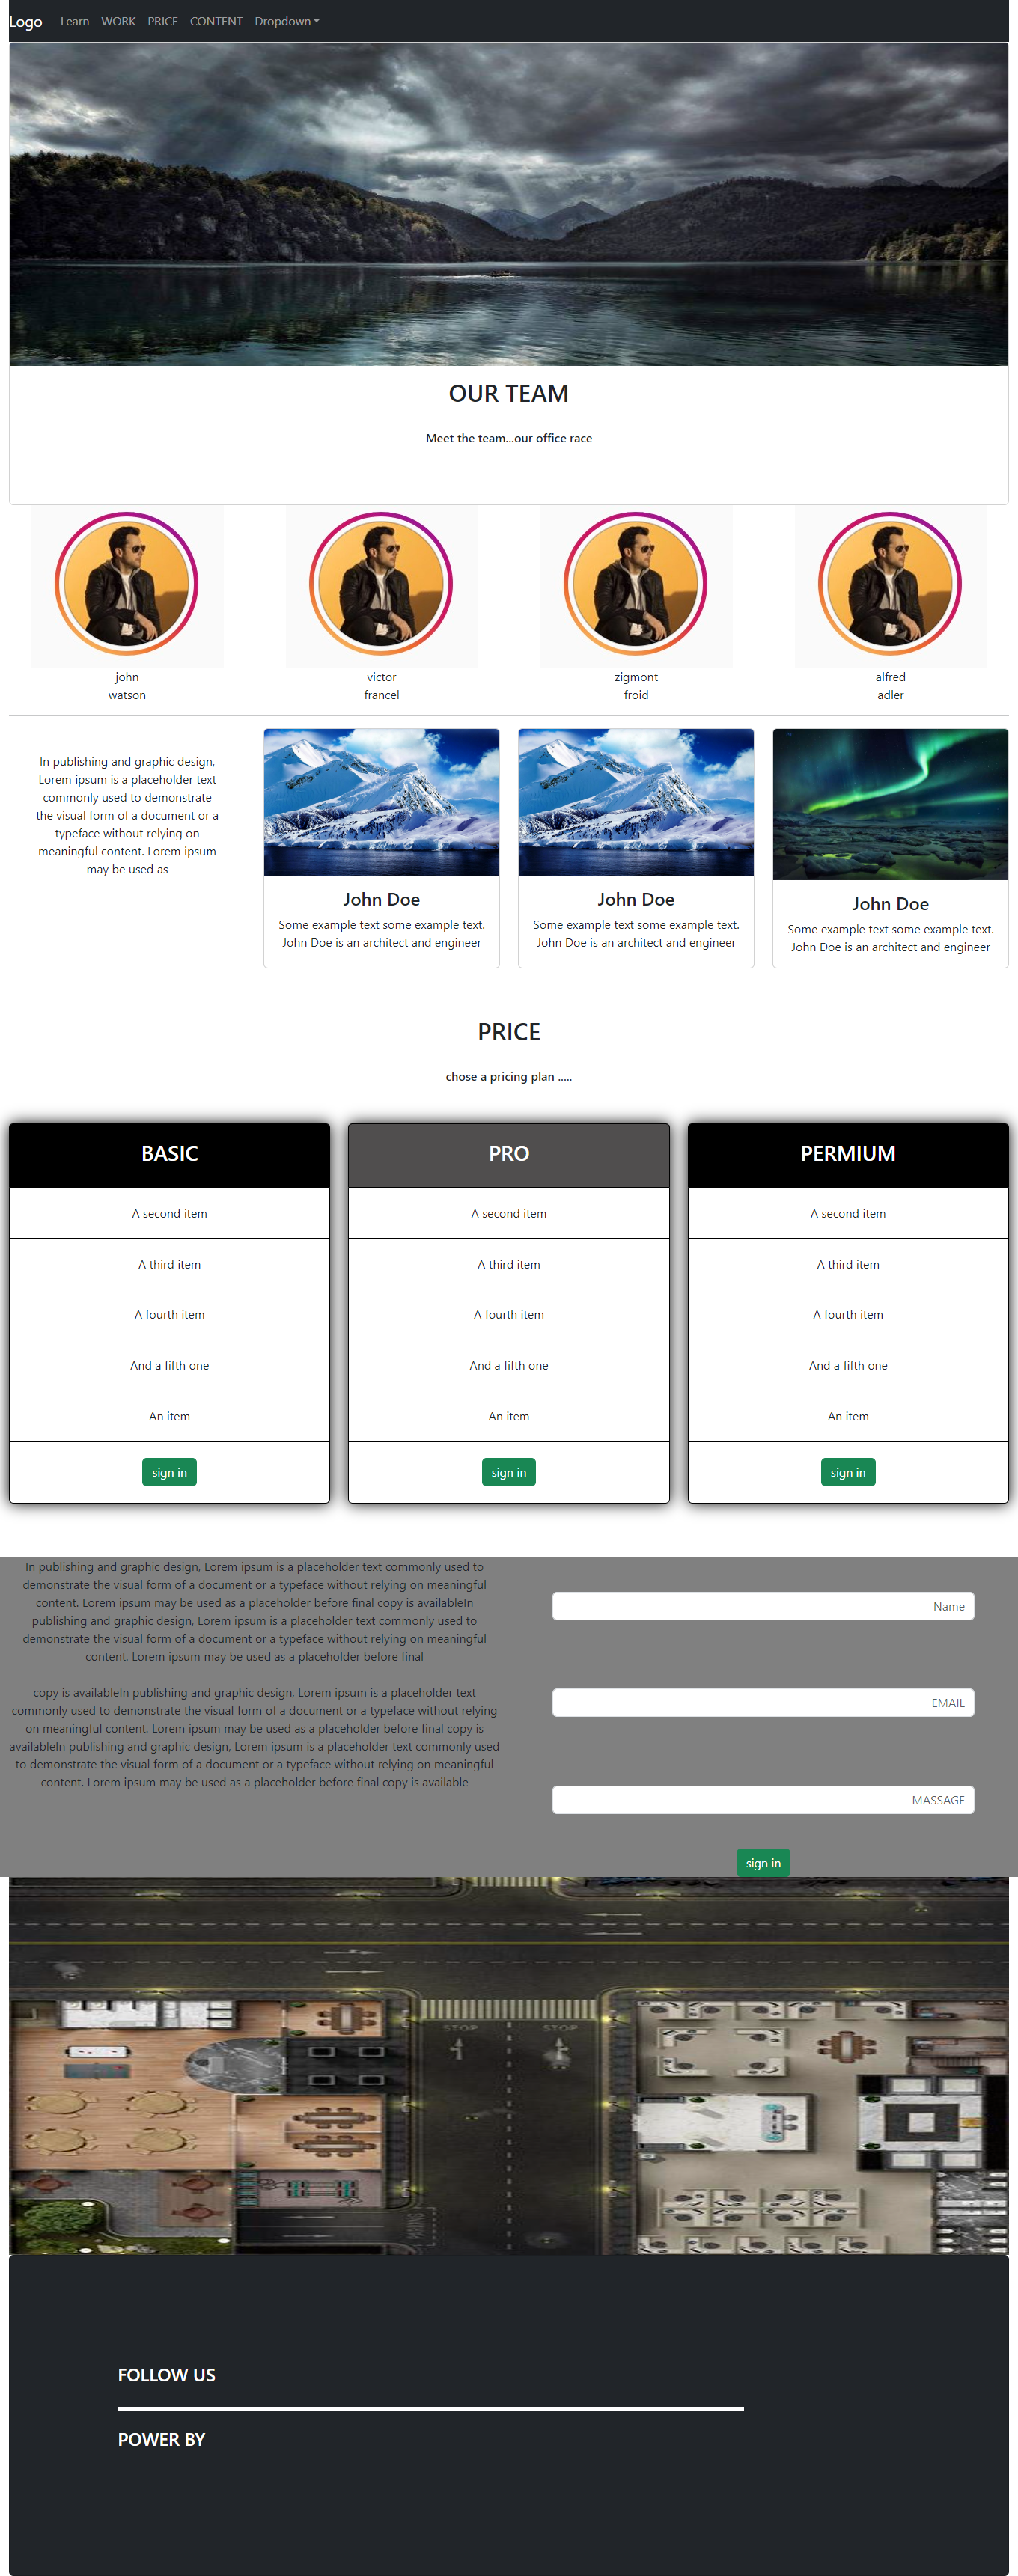 Logo Learn WORK PRICE CONTENT Dropdown
OUR TEAM
Meet the team...our office race
john
watson
victor
francel
zigmont
froid
alfred
adler
In publishing and graphic design,
Lorem ipsum is a placeholder text
commonly used to demonstrate
the visual form of a document or a
typeface without relying on
meaningful content. Lorem ipsum
may be used as
John Doe
Some example text some example text.
John Doe is an architect and engineer
John Doe
Some example text some example text.
John Doe is an architect and engineer
John Doe
Some example text some example text.
John Doe is an architect and engineer
PRICE
chose a pricing plan .....
BASIC
A second item
A third item
A fourth item
And a fifth one
An item
sign in
PRO
A second item
A third item
A fourth item
And a fifth one
An item
sign in
PERMIUM
A second item
A third item
A fourth item
And a fifth one
An item
sign in
In publishing and graphic design, Lorem ipsum is a placeholder text commonly used to
demonstrate the visual form of a document or a typeface without relying on meaningful
content. Lorem ipsum may be used as a placeholder before final copy is availableIn
publishing and graphic design, Lorem ipsum is a placeholder text commonly used to
demonstrate the visual form of a document or a typeface without relying on meaningful
content. Lorem ipsum may be used as a placeholder before final
copy is availableIn publishing and graphic design, Lorem ipsum is a placeholder text
commonly used to demonstrate the visual form of a document or a typeface without relying
on meaningful content. Lorem ipsum may be used as a placeholder before final copy is
availableIn publishing and graphic design, Lorem ipsum is a placeholder text commonly used
to demonstrate the visual form of a document or a typeface without relying on meaningful
content. Lorem ipsum may be used as a placeholder before final copy is available
Name
EMAIL
MASSAGE
sign in
STOP STOP
PARKING
FOLLOW US
POWER BY